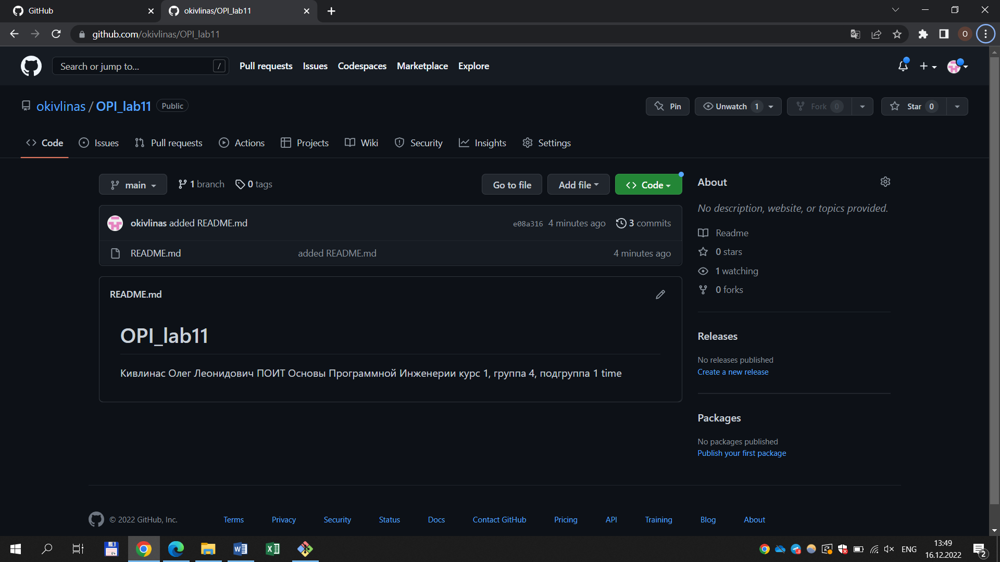 GitHub
okivlinas/OPI_lab11
github.com/okivlinas/OPI_lab11
O
Search or jump to...
/
Pull requests
Issues
Codespaces
Marketplace
Explore
okivlinas / OPI_lab11 Public
Pin
Unwatch 1
Fork 0
Star 0
Code
Issues
Pull requests
Actions
Projects
Wiki
Security
Insights
Settings
main
1 branch
0 tags
Go to file
Add file
Code
okivlinas added README.md
e08a316 4 minutes ago
3 commits
README.md
added README.md
4 minutes ago
README.md
OPI_lab11
Кивлинас Олег Леонидович ПОИТ Основы Программной Инженерии курс 1, группа 4, подгруппа 1 time
About
No description, website, or topics provided.
Readme
0 stars
1 watching
0 forks
Releases
No releases published
Create a new release
Packages
No packages published
Publish your first package
© 2022 GitHub, Inc.
Terms
Privacy
Security
Status
Docs
Contact GitHub
Pricing
API
Training
Blog
About
64
ENG
13:49
16.12.2022
2